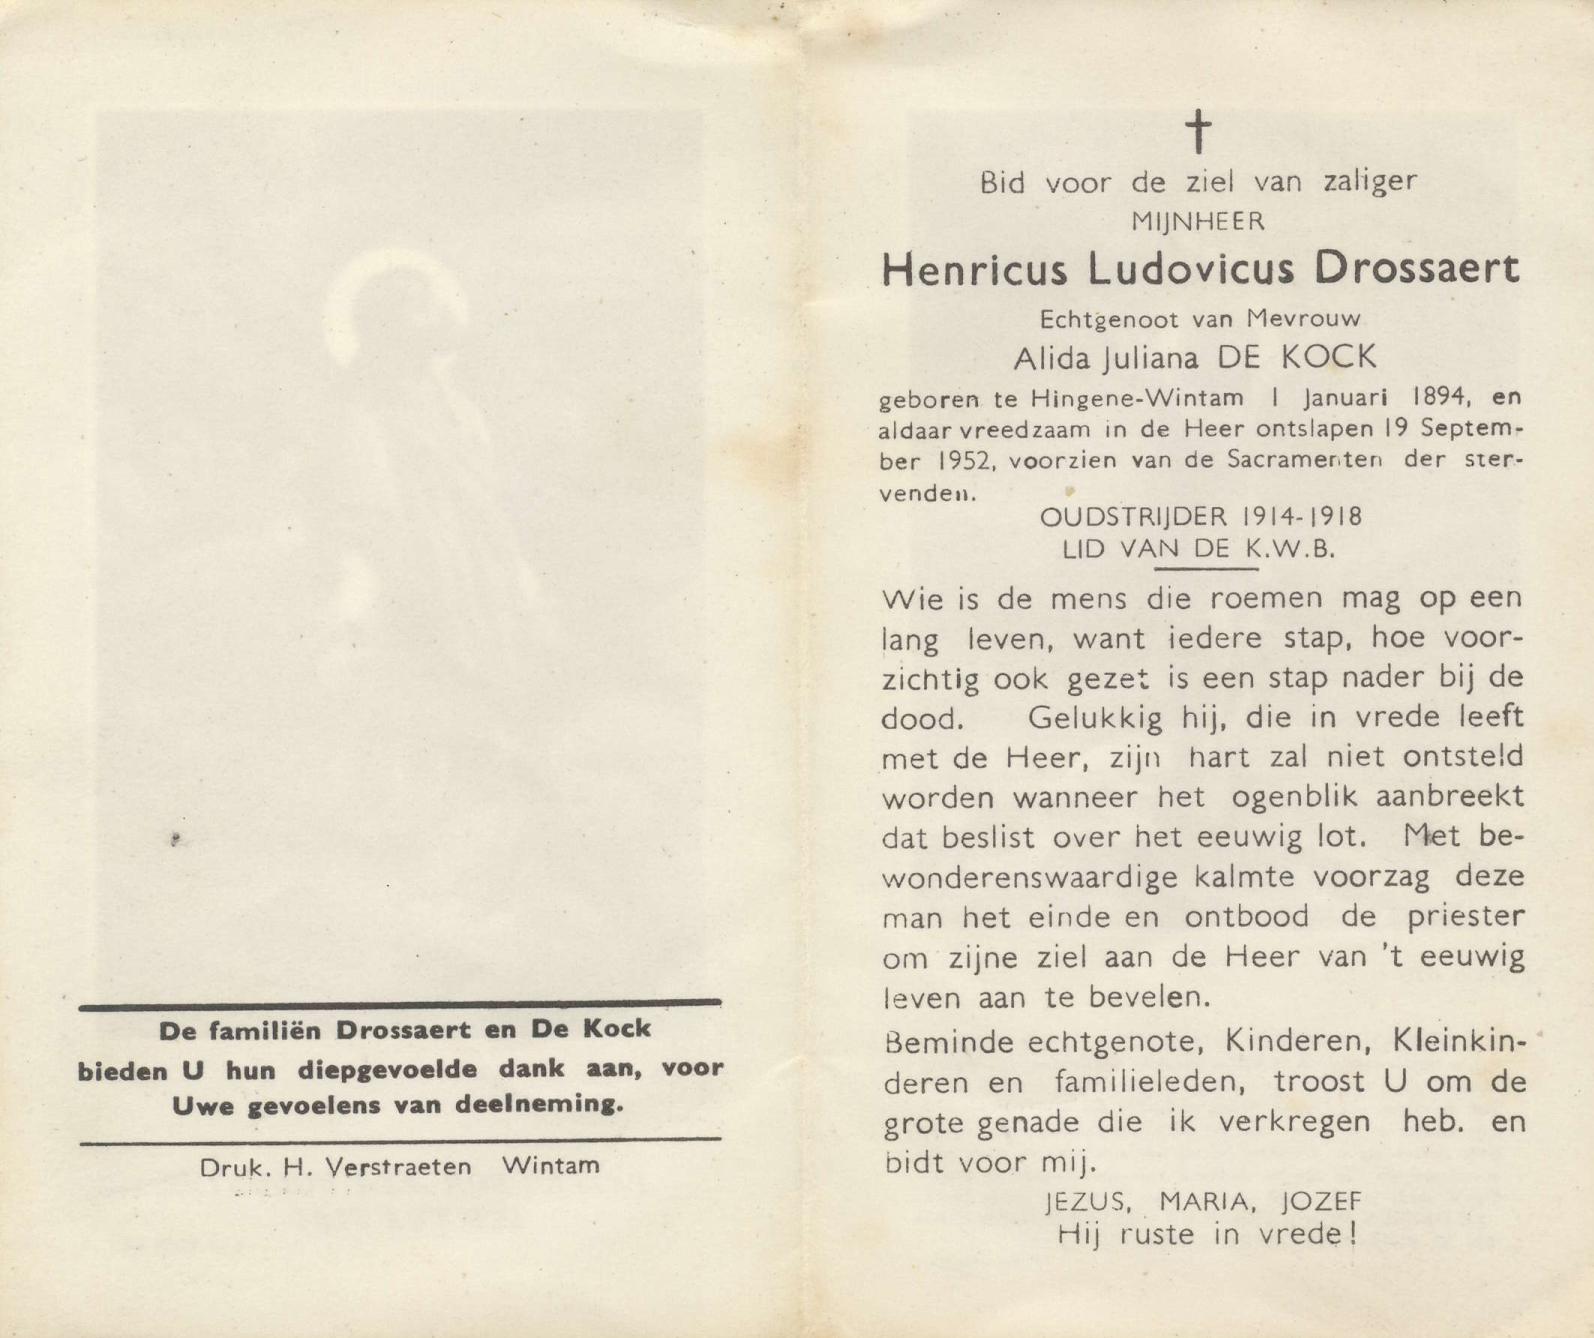 De familiën Drossaert en De Kock
bieden U hun diepgevoelde dank aan, voor
Uwe gevoelens van deelneming.
Druk. H. Verstraeten Wintam
†
Bid voor de ziel van zaliger
MIJNHEER
Henricus Ludovicus Drossaert
Echtgenoot van Mevrouw
Alida Juliana DE KOCK
geboren te Hingene-Wintam 1 Januari 1894, en
aldaar vreedzaam in de Heer ontslapen 19 Septem-
ber 1952, voorzien van de Sacramenten der ster-
venden.
OUDSTRIJDER 1914-1918
LID VAN DE K.W.B.
Wie is de mens die roemen mag op een
lang leven, want iedere stap, hoe voor-
zichtig ook gezet is een stap nader bij de
dood. Gelukkig hij, die in vrede leeft
met de Heer, zijn hart zal niet ontsteld
worden wanneer het ogenblik aanbreekt
dat beslist over het eeuwig lot. Met be-
wonderenswaardige kalmte voorzag deze
man het einde en ontbood de priester
om zijne ziel aan de Heer van 't eeuwig
leven aan te bevelen.
Beminde echtgenote, Kinderen, Kleinkin-
deren en familieleden, troost U om de
grote genade die ik verkregen heb. en
bidt voor mij.
JEZUS, MARIA, JOZEF
Hij ruste in vrede!